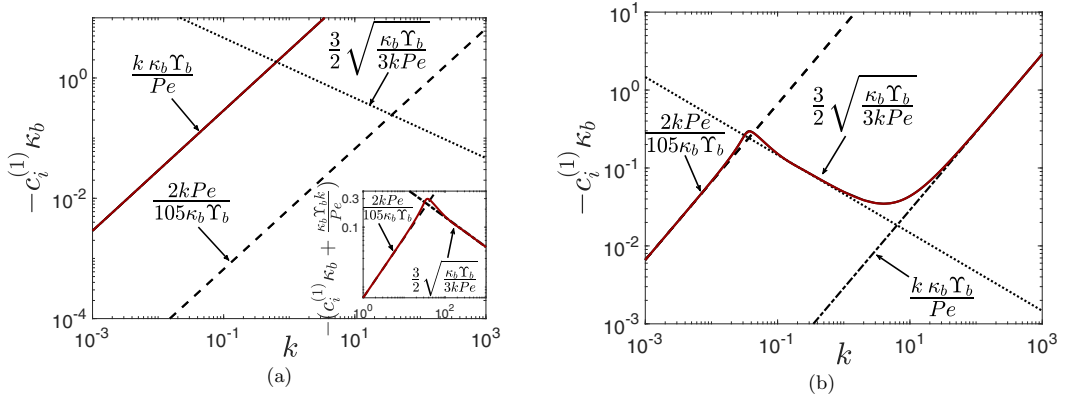 10^0
10^{-2}
10^{-4}
-c_i^{(1)} κ_b
k κ_b ϒ_b / Pe
3/2 √(κ_b ϒ_b / 3kPe)
2kPe / 105κ_b ϒ_b
-(c_i^{(1)} κ_b + κ_b ϒ_b k / Pe)
0.3
0.1
2kPe / 105κ_b ϒ_b
3/2 √(κ_b ϒ_b / 3kPe)
10^0 10^2
10^{-3} 10^{-1} 10^1 10^3
k
(a)
10^1
10^0
10^{-1}
10^{-2}
10^{-3}
-c_i^{(1)} κ_b
2kPe / 105κ_b ϒ_b
3/2 √(κ_b ϒ_b / 3kPe)
k κ_b ϒ_b / Pe
10^{-3} 10^{-1} 10^1 10^3
k
(b)